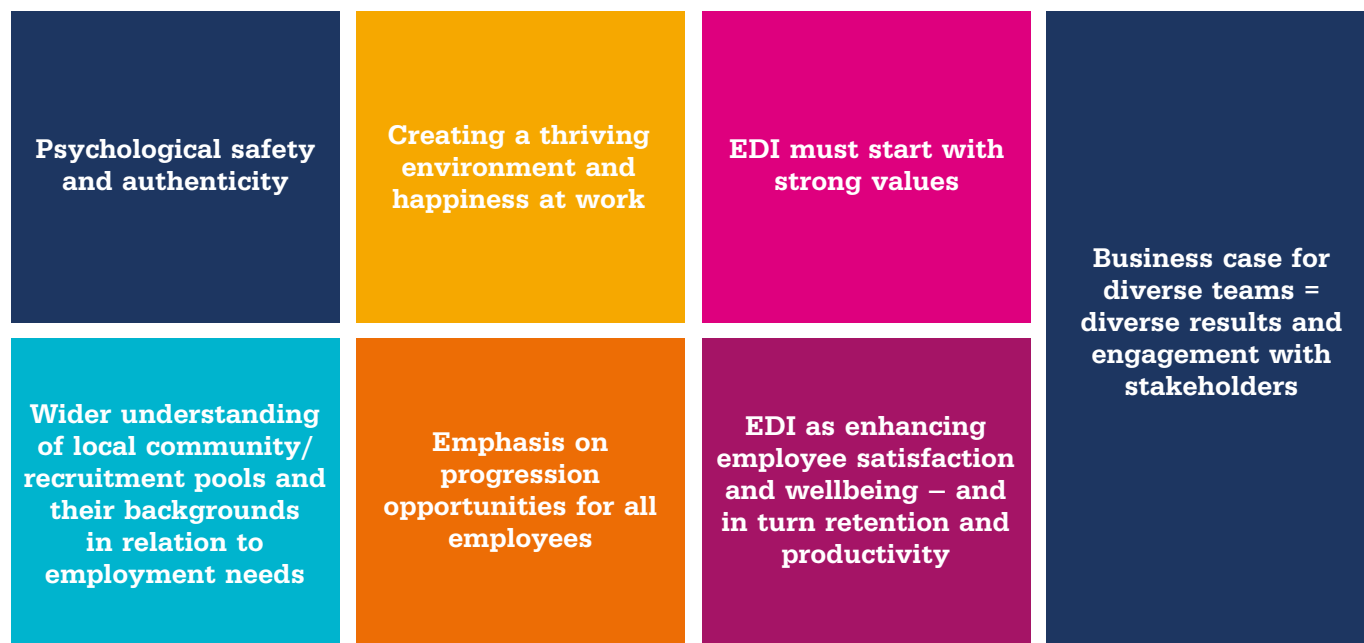 Psychological safety
and authenticity
Creating a thriving
environment and
happiness at work
EDI must start with
strong values
Business case for
diverse teams =
diverse results and
engagement with
stakeholders
Wider understanding
of local community/
recruitment pools and
their backgrounds
in relation to
employment needs
Emphasis on
progression
opportunities for all
employees
EDI as enhancing
employee satisfaction
and wellbeing – and
in turn retention and
productivity